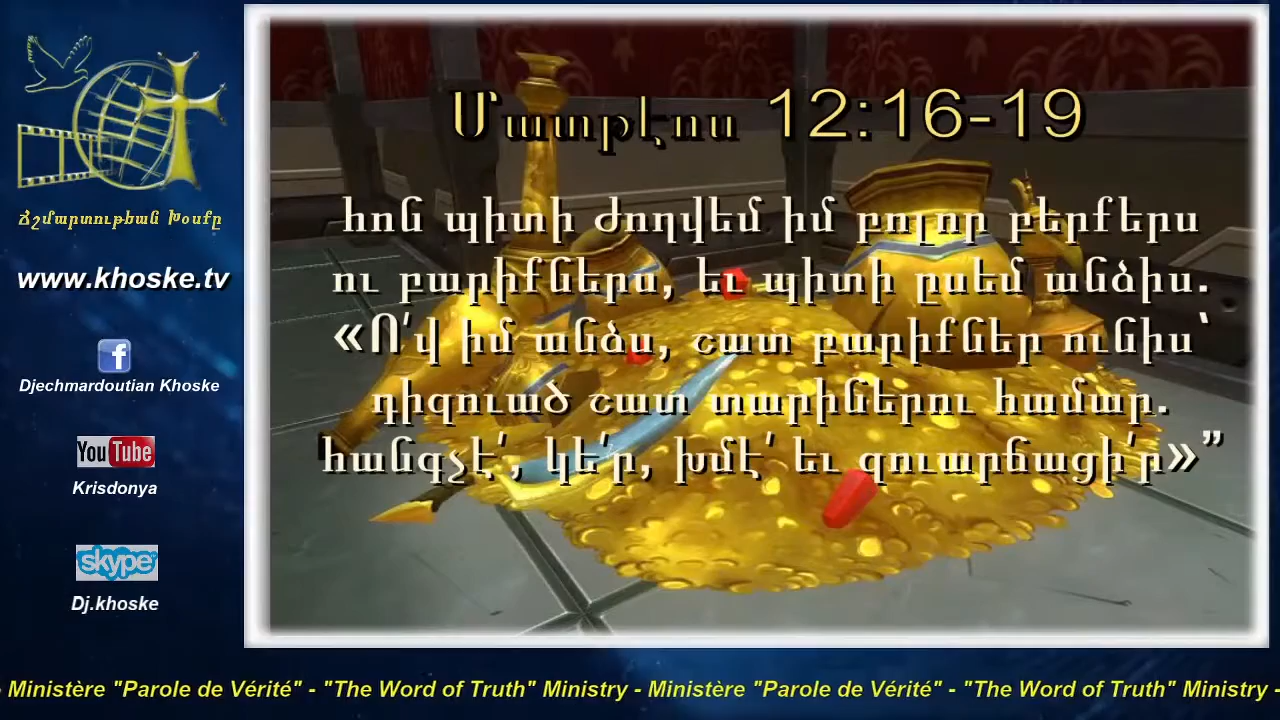 Մատթէոս 12:16-19
հոն պիտի ժողվեմ իմ բոլոր բերքերս
ու բարիքներս, եւ պիտի ըսեմ անձիս.
«Ո՛վ իմ անձս, շատ բարիքներ ունիս՝
դիզուած շատ տարիներու համար.
հանգչէ՛, կե՛ր, խմէ՛ եւ զուարճացի՛ր»”
Ճշմարտութեան Խօսքը
www.khoske.tv
f
Djechmardoutian Khoske
YouTube
Krisdonya
skype
Dj.khoske
Ministère "Parole de Vérité" - "The Word of Truth" Ministry - Ministère "Parole de Vérité" - "The Word of Truth" Ministry -